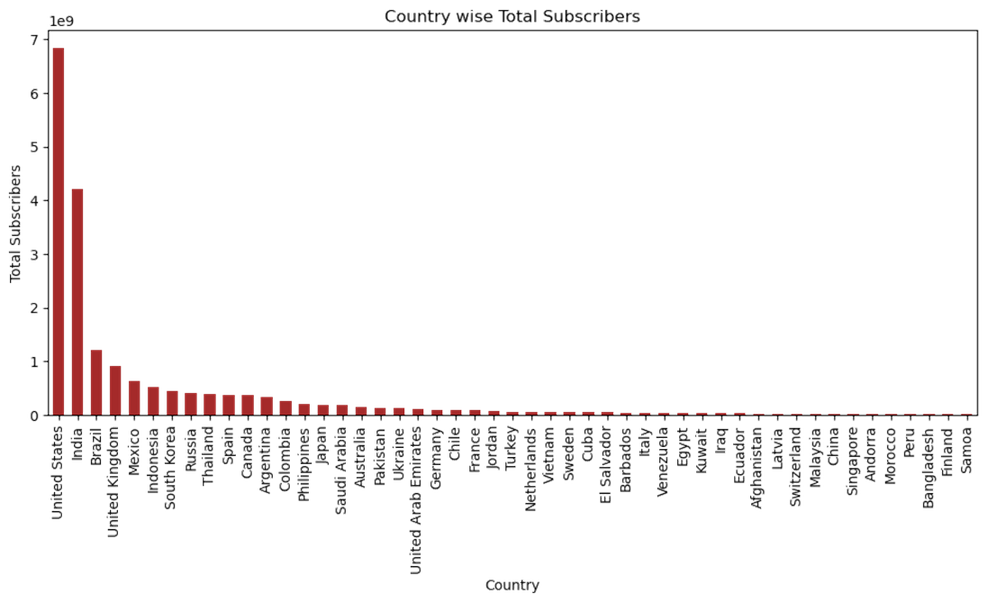 Country wise Total Subscribers
1e9
Total Subscribers
7
6
5
4
3
2
1
0
United States
India
Brazil
United Kingdom
Mexico
Indonesia
South Korea
Russia
Thailand
Spain
Canada
Argentina
Colombia
Philippines
Japan
Saudi Arabia
Australia
Pakistan
Ukraine
United Arab Emirates
Germany
Chile
France
Jordan
Turkey
Netherlands
Vietnam
Sweden
Cuba
El Salvador
Barbados
Italy
Venezuela
Egypt
Kuwait
Iraq
Ecuador
Afghanistan
Latvia
Switzerland
Malaysia
China
Singapore
Andorra
Morocco
Peru
Bangladesh
Finland
Samoa
Country